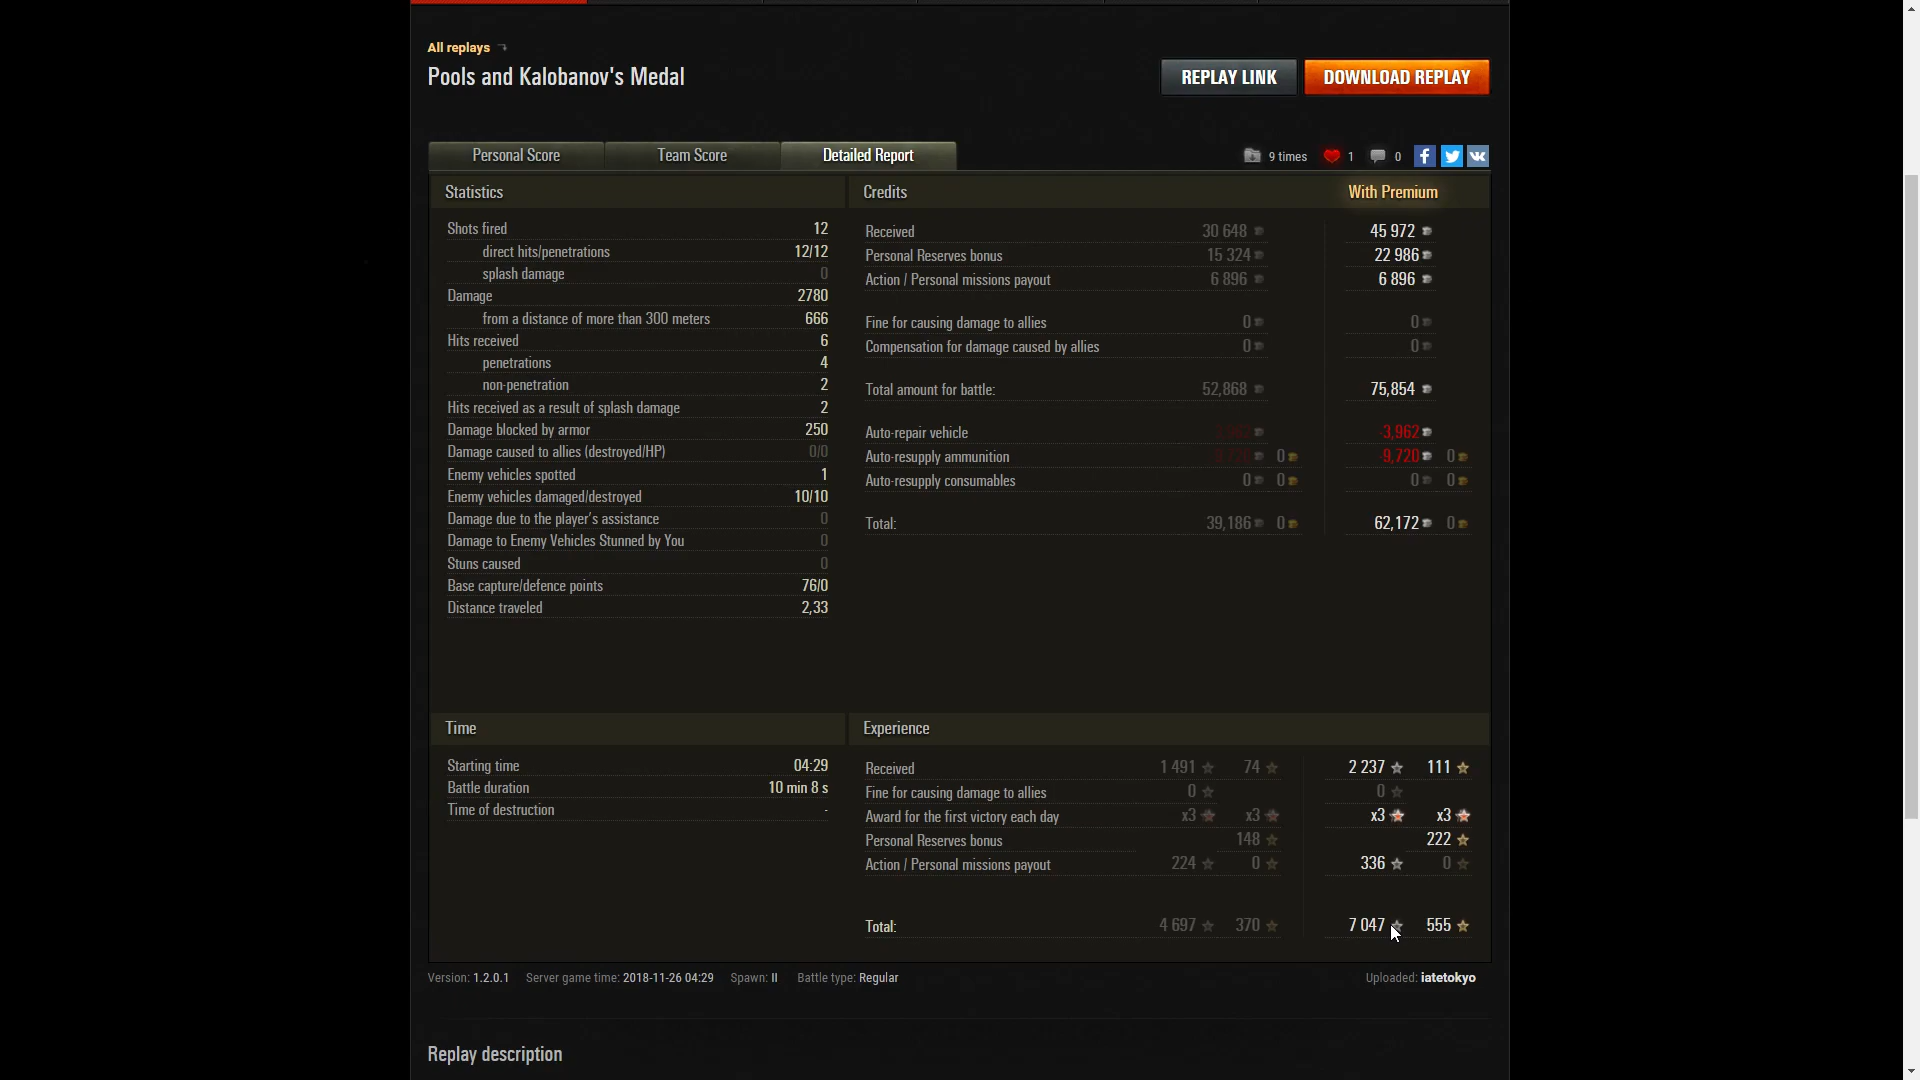 All replays
Pools and Kalobanov's Medal
REPLAY LINK
DOWNLOAD REPLAY
Personal Score
Team Score
Detailed Report
9 times
1
0
Statistics
Shots fired 12
direct hits/penetrations 12/12
splash damage 0
Damage 2780
from a distance of more than 300 meters 666
Hits received 6
penetrations 4
non-penetration 2
Hits received as a result of splash damage 2
Damage blocked by armor 250
Damage caused to allies (destroyed/HP) 0/0
Enemy vehicles spotted 1
Enemy vehicles damaged/destroyed 10/10
Damage due to the player's assistance 0
Damage to Enemy Vehicles Stunned by You 0
Stuns caused 0
Base capture/defence points 76/0
Distance traveled 2,33
Credits With Premium
Received 30 648 45 972
Personal Reserves bonus 15 324 22 986
Action / Personal missions payout 6 896 6 896
Fine for causing damage to allies 0 0
Compensation for damage caused by allies 0 0
Total amount for battle: 52,868 75,854
Auto-repair vehicle -3,962
Auto-resupply ammunition 0 -9,720 0
Auto-resupply consumables 0 0 0 0
Total: 39,186 0 62,172 0
Time
Starting time 04:29
Battle duration 10 min 8 s
Time of destruction -
Experience
Received 1 491 74 2 237 111
Fine for causing damage to allies 0 0
Award for the first victory each day x3 x3 x3 x3
Personal Reserves bonus 148 222
Action / Personal missions payout 224 0 336 0
Total: 4 697 370 7 047 555
Version: 1.2.0.1 Server game time: 2018-11-26 04:29 Spawn: II Battle type: Regular Uploaded: iatetokyo
Replay description